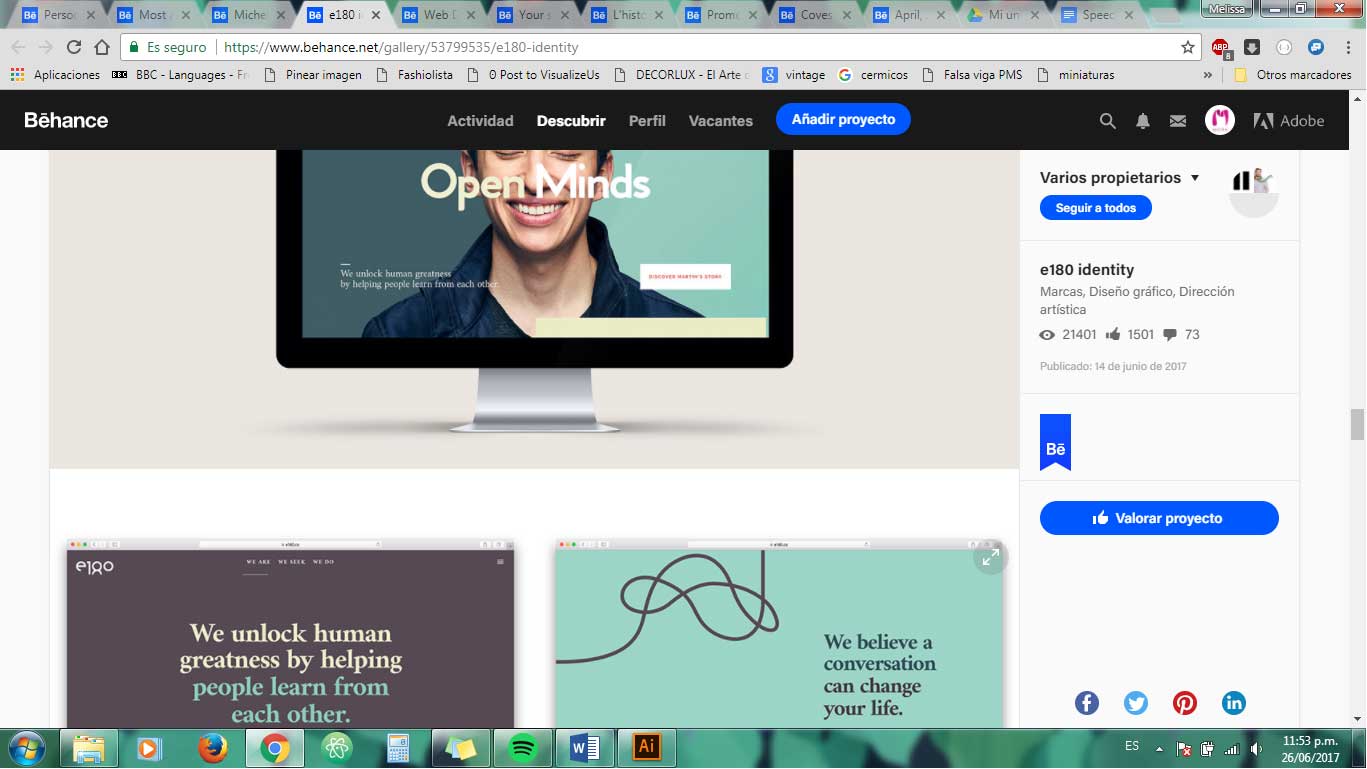 Perso
Most
Miche
e180 i
Web D
Your s
L'histo
Prom
Coves
April,
Mi un
Speec
Melissa
Es seguro
https://www.behance.net/gallery/53799535/e180-identity
ABP
8
Aplicaciones
BBC
BBC - Languages - Fr
Pinear imagen
Fashiolista
0 Post to VisualizeUs
DECORLUX - El Arte d
vintage
cermicos
Falsa viga PMS
miniaturas
»
Otros marcadores
Bēhance
Actividad
Descubrir
Perfil
Vacantes
Añadir proyecto
Adobe
Open Minds
We unlock human greatness
by helping people learn from each other.
DISCOVER MARTIN'S STORY
Varios propietarios
Seguir a todos
e180 identity
Marcas, Diseño gráfico, Dirección
artística
21401 1501 73
Publicado: 14 de junio de 2017
Bē
Valorar proyecto
e180
WE ARE WE SEEK WE DO
We unlock human
greatness by helping
people learn from
each other.
e180.co
We believe a
conversation
can change
your life.
ES
11:53 p.m.
26/06/2017